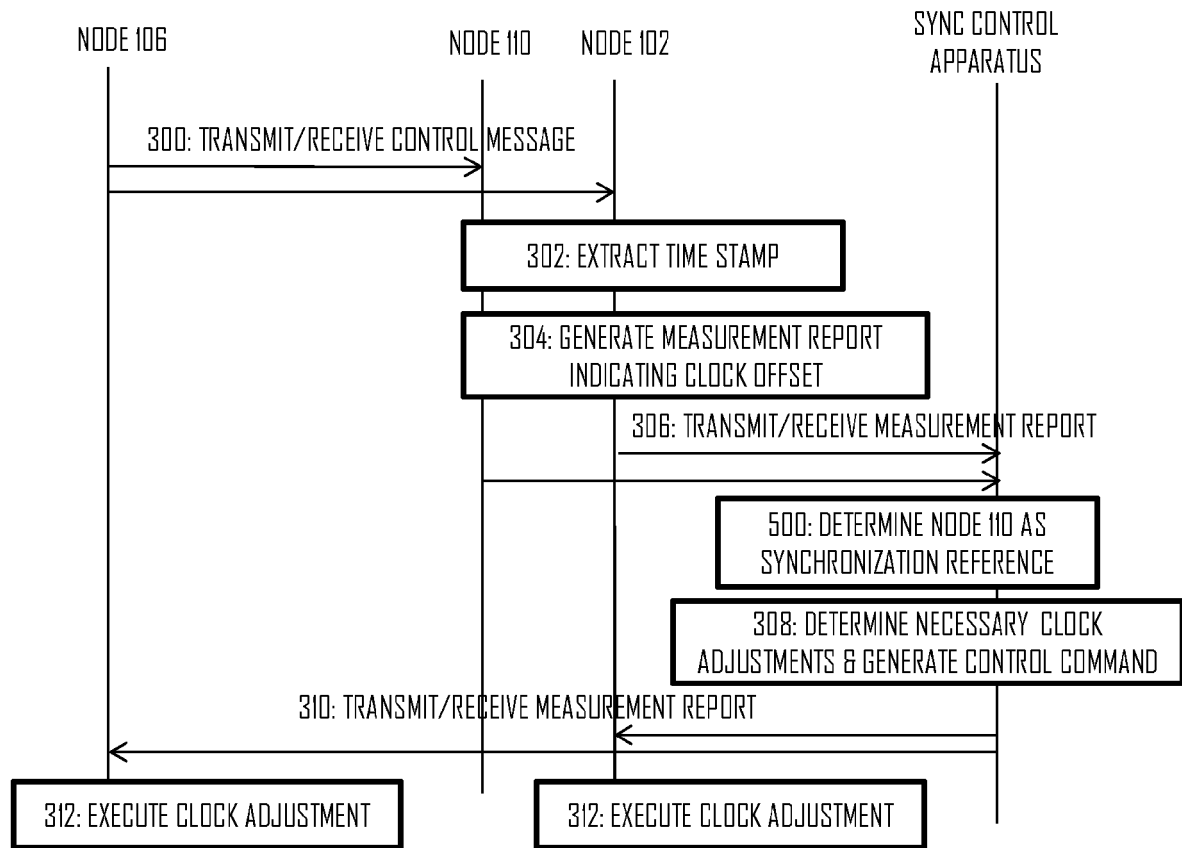 NODE 106
NODE 110
NODE 102
SYNC CONTROL
APPARATUS
300: TRANSMIT/RECEIVE CONTROL MESSAGE
302: EXTRACT TIME STAMP
304: GENERATE MEASUREMENT REPORT
INDICATING CLOCK OFFSET
306: TRANSMIT/RECEIVE MEASUREMENT REPORT
500: DETERMINE NODE 110 AS
SYNCHRONIZATION REFERENCE
308: DETERMINE NECESSARY CLOCK
ADJUSTMENTS & GENERATE CONTROL COMMAND
310: TRANSMIT/RECEIVE MEASUREMENT REPORT
312: EXECUTE CLOCK ADJUSTMENT
312: EXECUTE CLOCK ADJUSTMENT